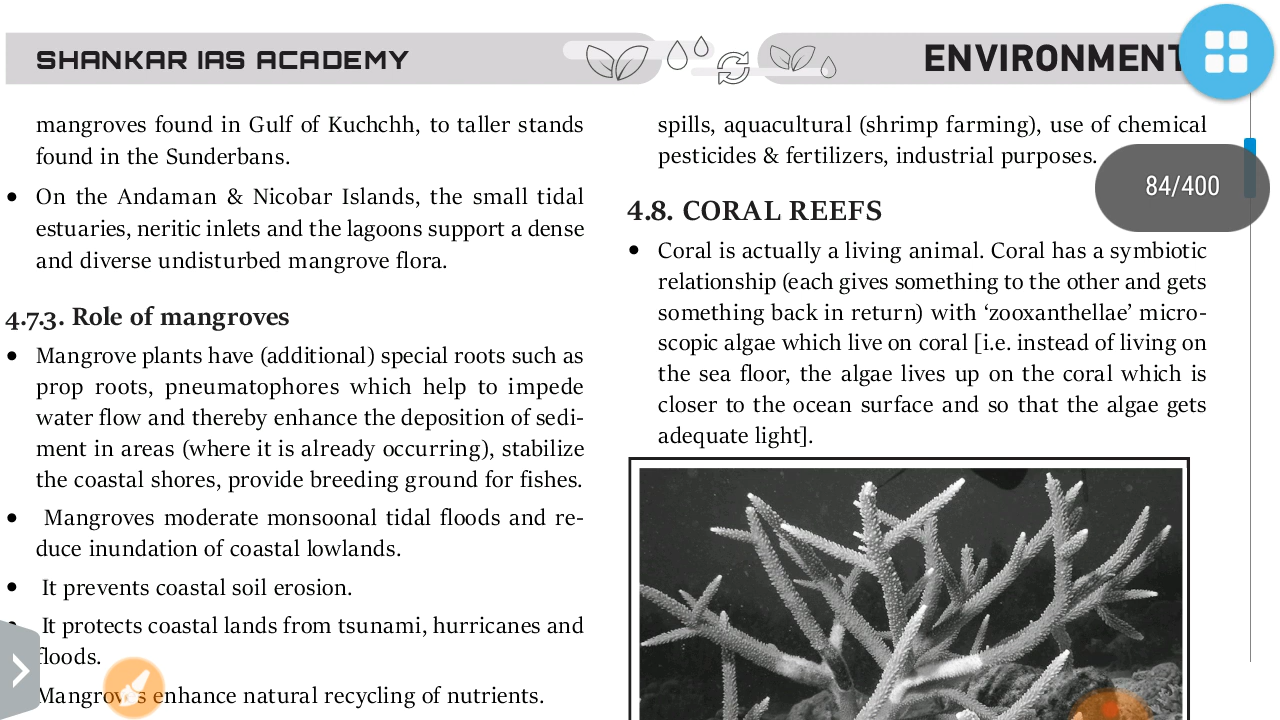 SHANKAR IAS ACADEMY
ENVIRONMENT
84/400
mangroves found in Gulf of Kuchchh, to taller stands
found in the Sunderbans.
• On the Andaman & Nicobar Islands, the small tidal
estuaries, neritic inlets and the lagoons support a dense
and diverse undisturbed mangrove flora.
4.7.3. Role of mangroves
• Mangrove plants have (additional) special roots such as
prop roots, pneumatophores which help to impede
water flow and thereby enhance the deposition of sedi-
ment in areas (where it is already occurring), stabilize
the coastal shores, provide breeding ground for fishes.
• Mangroves moderate monsoonal tidal floods and re-
duce inundation of coastal lowlands.
• It prevents coastal soil erosion.
• It protects coastal lands from tsunami, hurricanes and
floods.
Mangroves enhance natural recycling of nutrients.
spills, aquacultural (shrimp farming), use of chemical
pesticides & fertilizers, industrial purposes.
4.8. CORAL REEFS
• Coral is actually a living animal. Coral has a symbiotic
relationship (each gives something to the other and gets
something back in return) with ‘zooxanthellae’ micro-
scopic algae which live on coral [i.e. instead of living on
the sea floor, the algae lives up on the coral which is
closer to the ocean surface and so that the algae gets
adequate light].